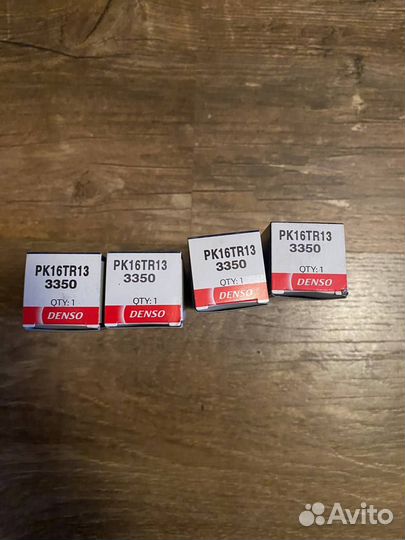 PK16TR13
3350
QTY: 1
DENSO
PK16TR13
3350
QTY: 1
DENSO
PK16TR13
3350
QTY: 1
DENSO
PK16TR13
3350
QTY: 1
DENSO
Avito